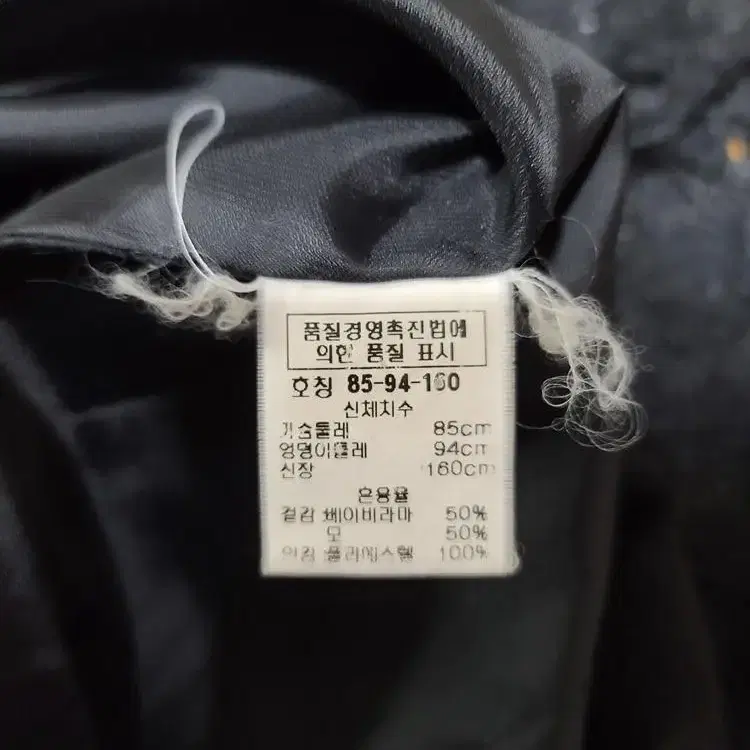 품질경영촉진법에
의한 품질 표시
호칭 85-94-160
신체치수
가슴둘레 85cm
엉덩이둘레 94cm
신장 160cm
혼용율
겉감 베이비라마 50%
모 50%
안감 폴리에스텔 100%